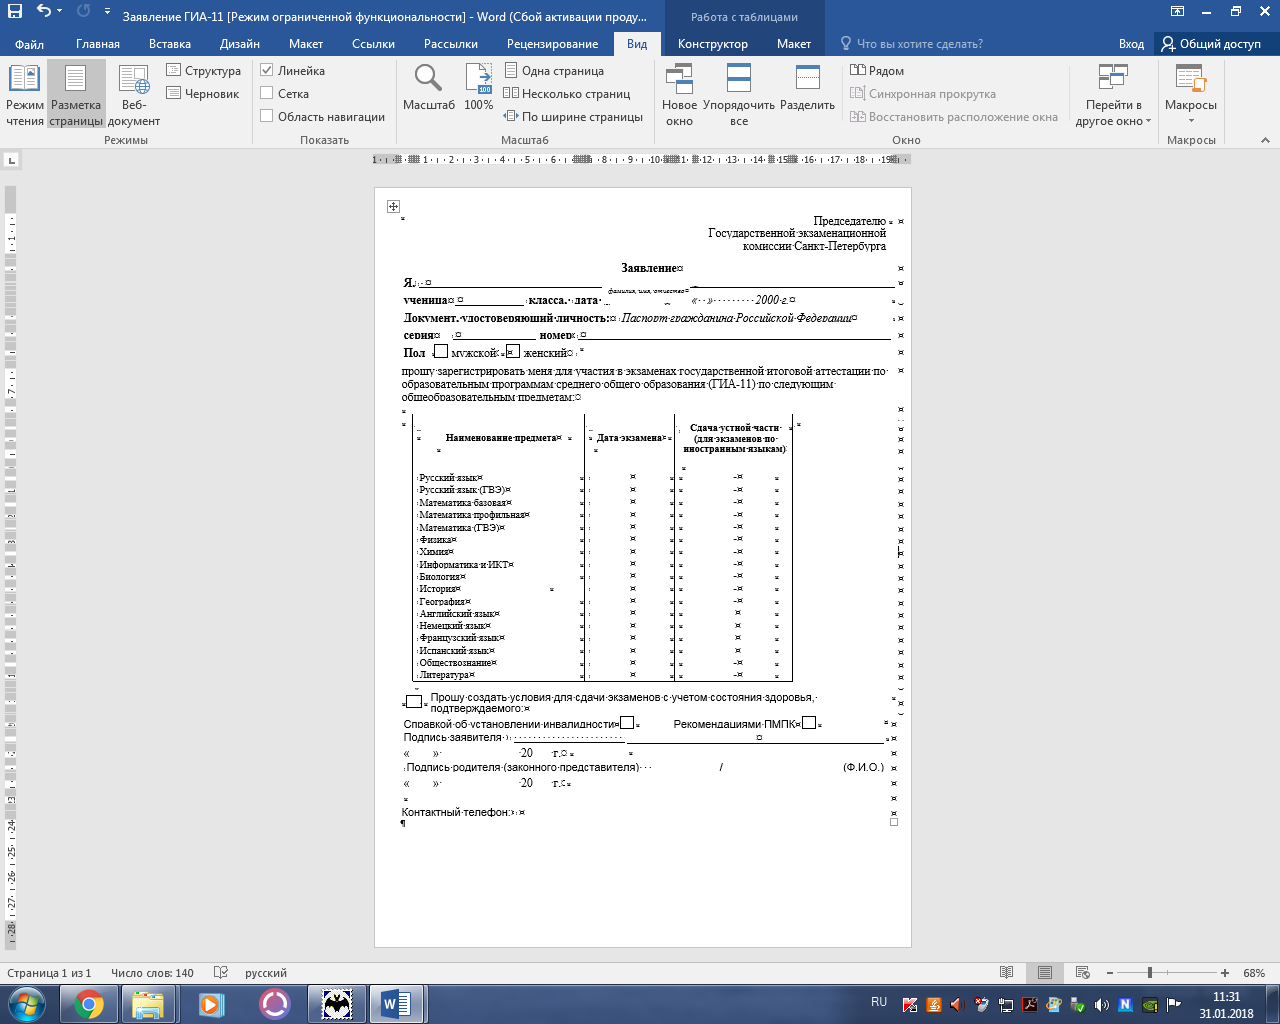 Заявление ГИА-11 [Режим ограниченной функциональности] - Word (Сбой активации проду...
Работа с таблицами
Файл Главная Вставка Дизайн Макет Ссылки Рассылки Рецензирование Вид Конструктор Макет Что вы хотите сделать? Вход Общий доступ
Режим чтения
Разметка страницы
Веб-документ
Структура
Черновик
Режимы
Линейка
Сетка
Область навигации
Показать
Масштаб
100%
Одна страница
Несколько страниц
По ширине страницы
Масштаб
Новое окно
Упорядочить все
Разделить
Рядом
Синхронная прокрутка
Восстановить расположение окна
Окно
Перейти в другое окно
Макросы
Макросы
Председателю
Государственной экзаменационной
комиссии Санкт-Петербурга
Заявление
Я,
фамилия, имя, отчество
ученица класса, дата « » 2000 г.
Документ, удостоверяющий личность: Паспорт гражданина Российской Федерации
серия номер
Пол мужской женский
прошу зарегистрировать меня для участия в экзаменах государственной итоговой аттестации по
образовательным программам среднего общего образования (ГИА-11) по следующим
общеобразовательным предметам:
Наименование предмета Дата экзамена Сдача устной части (для экзаменов по иностранным языкам)
Русский язык -
Русский язык (ГВЭ) -
Математика базовая -
Математика профильная -
Математика (ГВЭ) -
Физика -
Химия -
Информатика и ИКТ -
Биология -
История -
География -
Английский язык
Немецкий язык
Французский язык
Испанский язык
Обществознание -
Литература -
Прошу создать условия для сдачи экзаменов с учетом состояния здоровья,
подтверждаемого:
Справкой об установлении инвалидности Рекомендациями ПМПК
Подпись заявителя
« » 20 г.
Подпись родителя (законного представителя) / (Ф.И.О.)
« » 20 г.
Контактный телефон:
Страница 1 из 1 Число слов: 140 русский 68%
RU 11:31
31.01.2018